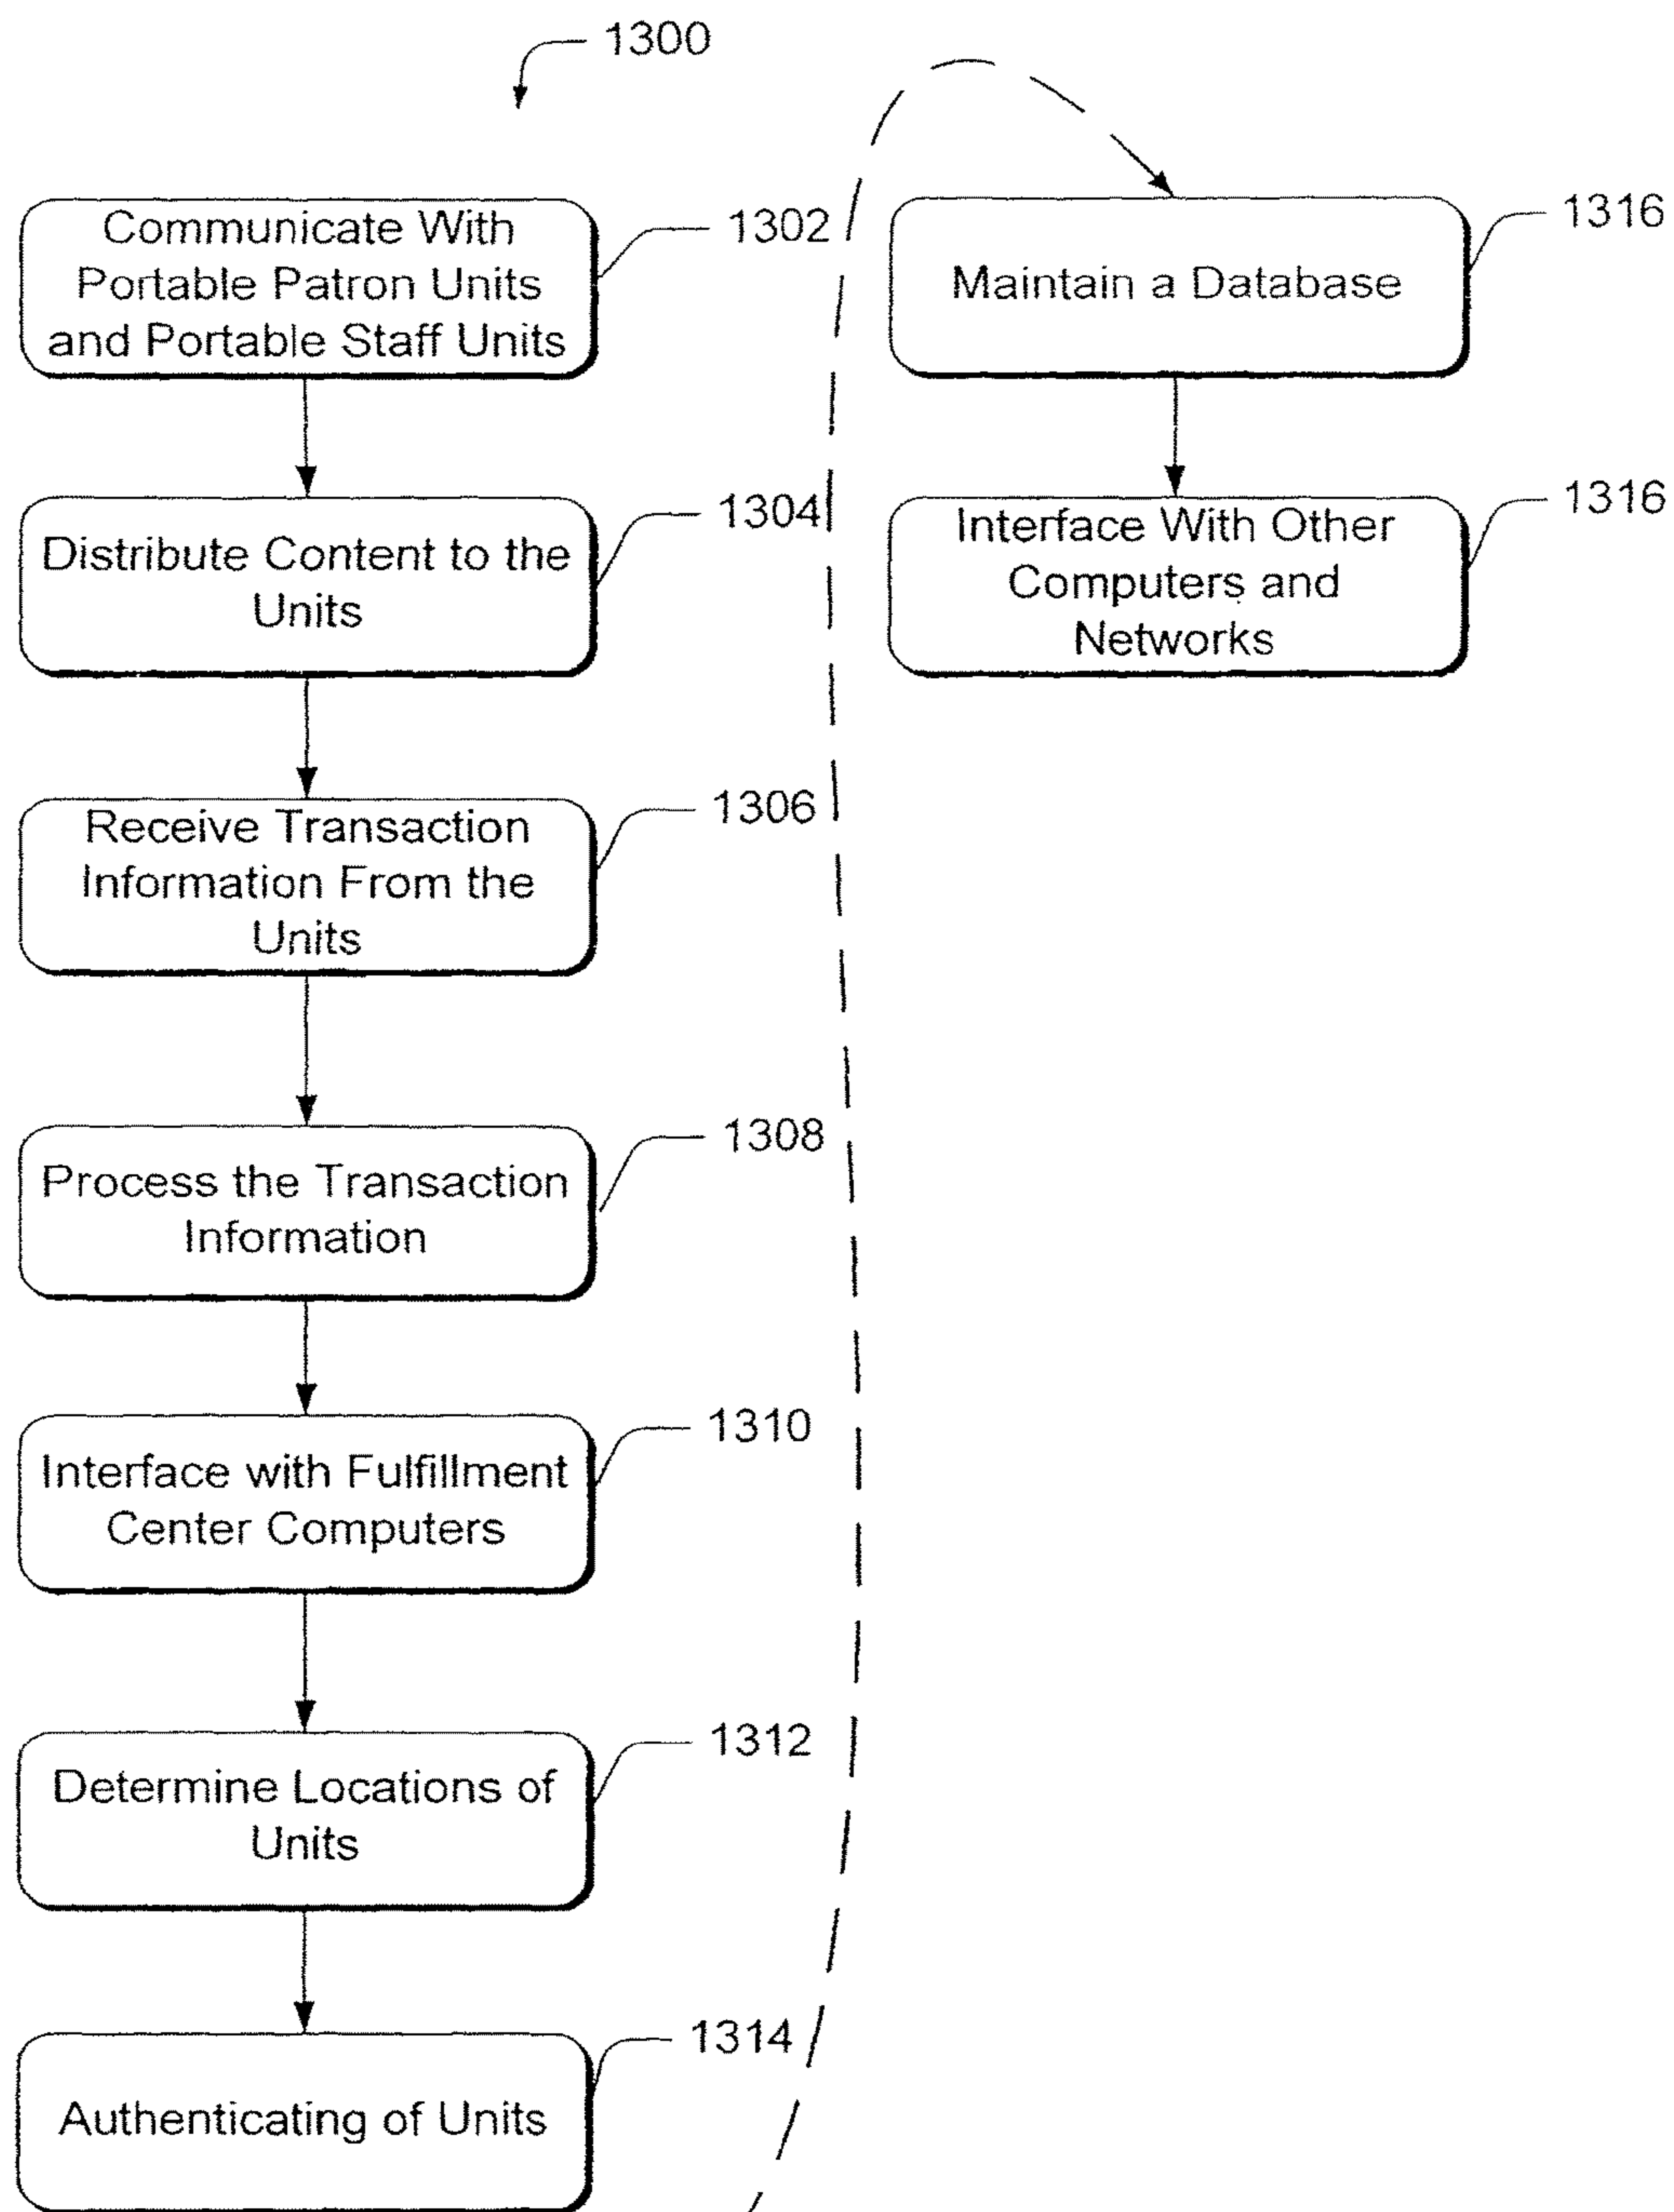 1300
Communicate With
Portable Patron Units
and Portable Staff Units
1302
Distribute Content to the
Units
1304
Receive Transaction
Information From the
Units
1306
Process the Transaction
Information
1308
Interface with Fulfillment
Center Computers
1310
Determine Locations of
Units
1312
Authenticating of Units
1314
Maintain a Database
1316
Interface With Other
Computers and
Networks
1316